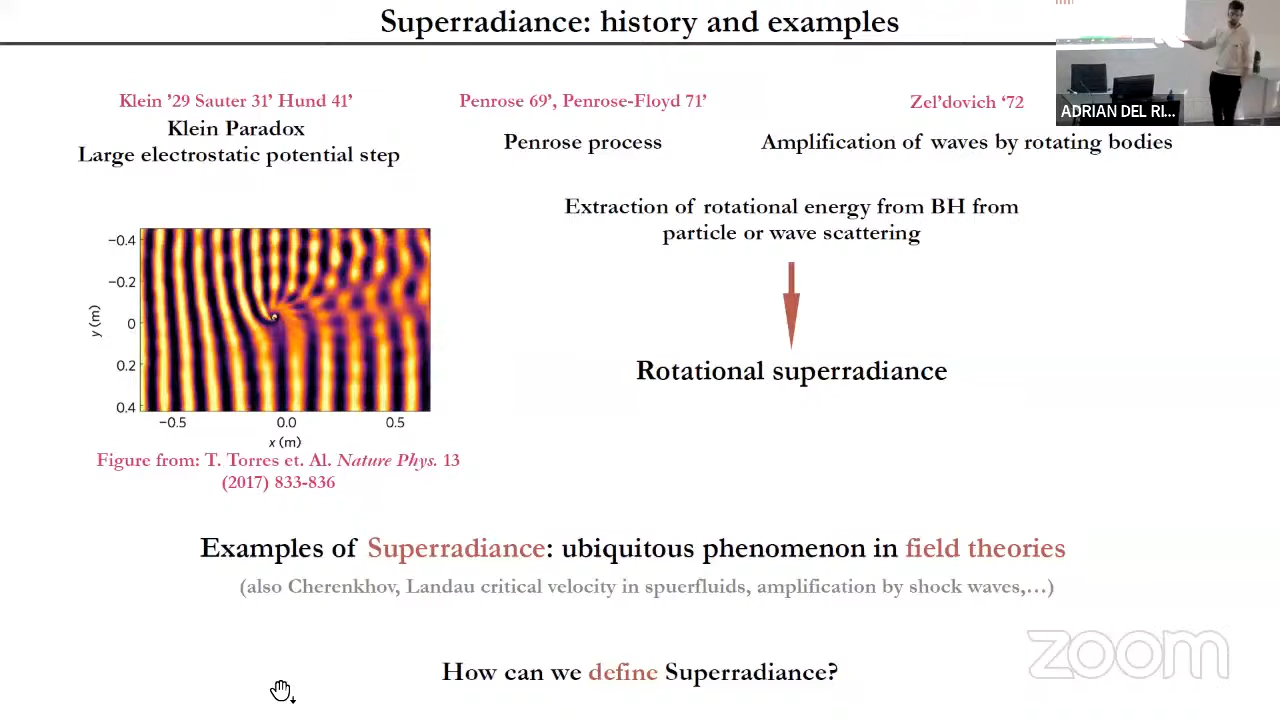 Superradiance: history and examples
ADRIAN DEL RI...
Klein '29 Sauter 31' Hund 41'
Klein Paradox
Large electrostatic potential step
Penrose 69', Penrose-Floyd 71'
Penrose process
Zel'dovich '72
Amplification of waves by rotating bodies
Extraction of rotational energy from BH from
particle or wave scattering
Rotational superradiance
−0.4
−0.2
0
0.2
0.4
y (m)
−0.5
0.0
0.5
x (m)
Figure from: T. Torres et. Al. Nature Phys. 13
(2017) 833-836
Examples of Superradiance: ubiquitous phenomenon in field theories
(also Cherenkhov, Landau critical velocity in spuerfluids, amplification by shock waves,...)
How can we define Superradiance?
zoom